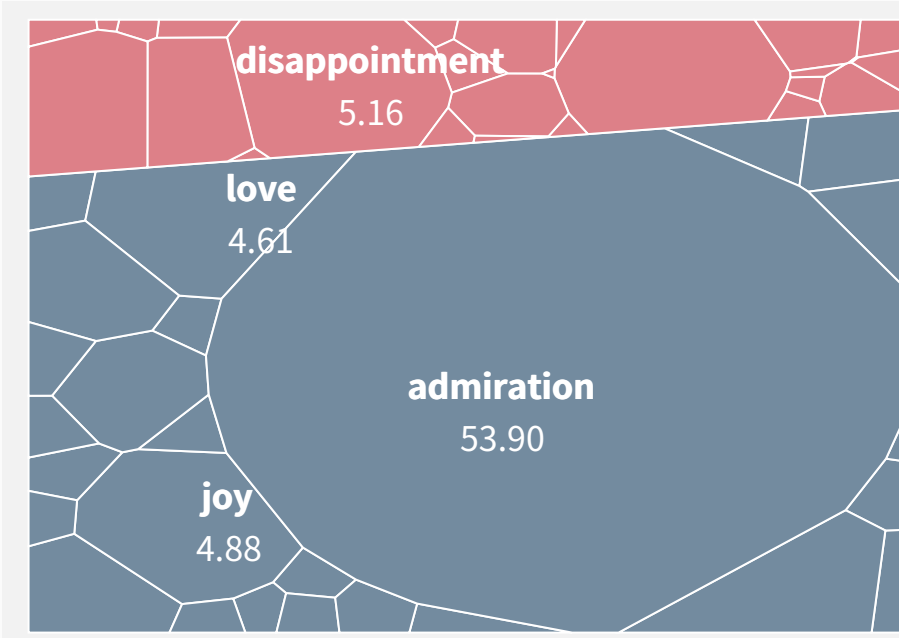 disappointment
5.16
love
4.61
admiration
53.90
joy
4.88